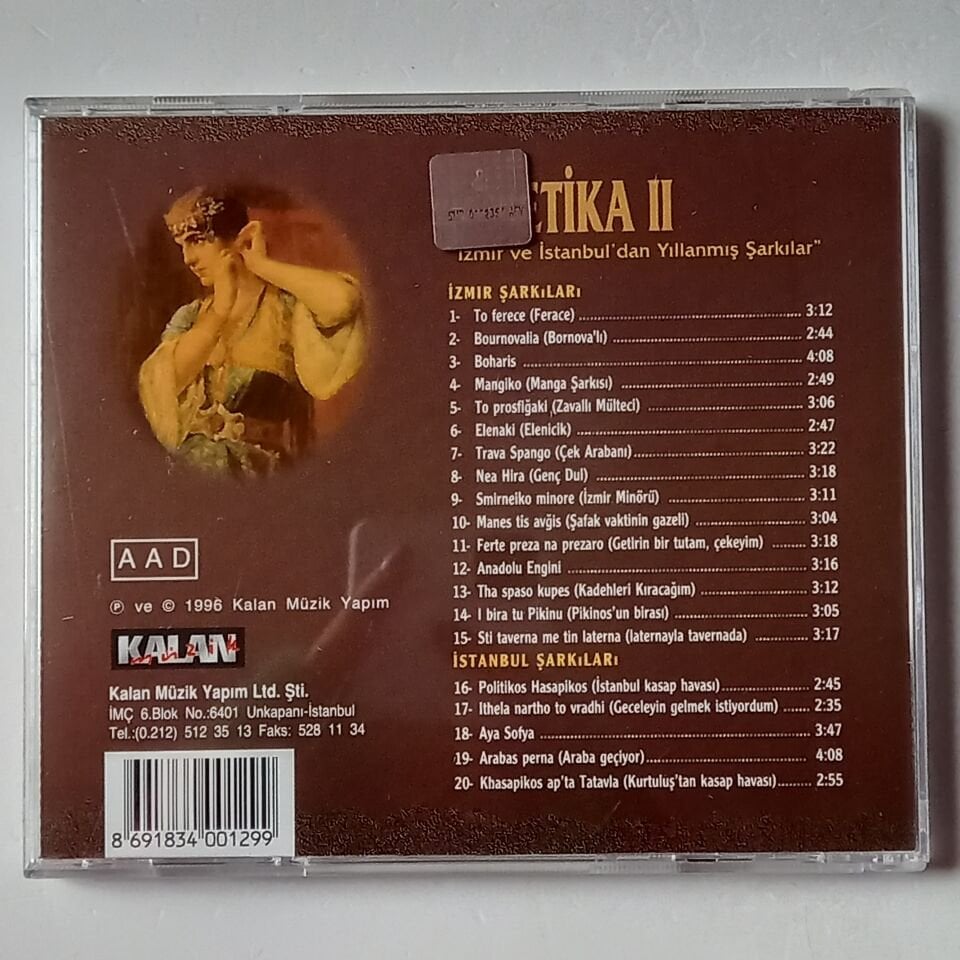 ETİKA II
"İzmir ve İstanbul'dan Yıllanmış Şarkılar"
İZMİR ŞARKıLARı
1- To ferece (Ferace) 3:12
2- Bournovalia (Bornova'lı) 2:44
3- Boharis 4:08
4- Mangiko (Manga Şarkısı) 2:49
5- To prosfiğaki (Zavallı Mülteci) 3:06
6- Elenaki (Elenicik) 2:47
7- Trava Spango (Çek Arabanı) 3:22
8- Nea Hira (Genç Dul) 3:18
9- Smirneiko minore (İzmir Minörü) 3:11
10- Manes tis avğis (Şafak vaktinin gazeli) 3:04
11- Ferte preza na prezaro (Getirin bir tutam, çekeyim) 3:18
12- Anadolu Engini 3:16
13- Tha spaso kupes (Kadehleri Kıracağım) 3:12
14- I bira tu Pikinu (Pikinos'un birası) 3:05
15- Sti taverna me tin laterna (laternayla tavernada) 3:17
İSTANBUL ŞARKıLARı
16- Politikos Hasapikos (İstanbul kasap havası) 2:45
17- Ithela nartho to vradhi (Geceleyin gelmek istiyordum) 2:35
18- Aya Sofya 3:47
19- Arabas perna (Araba geçiyor) 4:08
20- Khasapikos ap'ta Tatavla (Kurtuluş'tan kasap havası) 2:55
AAD
℗ ve © 1996 Kalan Müzik Yapım
KALAN
müzik
Kalan Müzik Yapım Ltd. Şti.
İMÇ 6.Blok No.:6401 Unkapanı-İstanbul
Tel.:(0.212) 512 35 13 Faks: 528 11 34
8 691834 001299